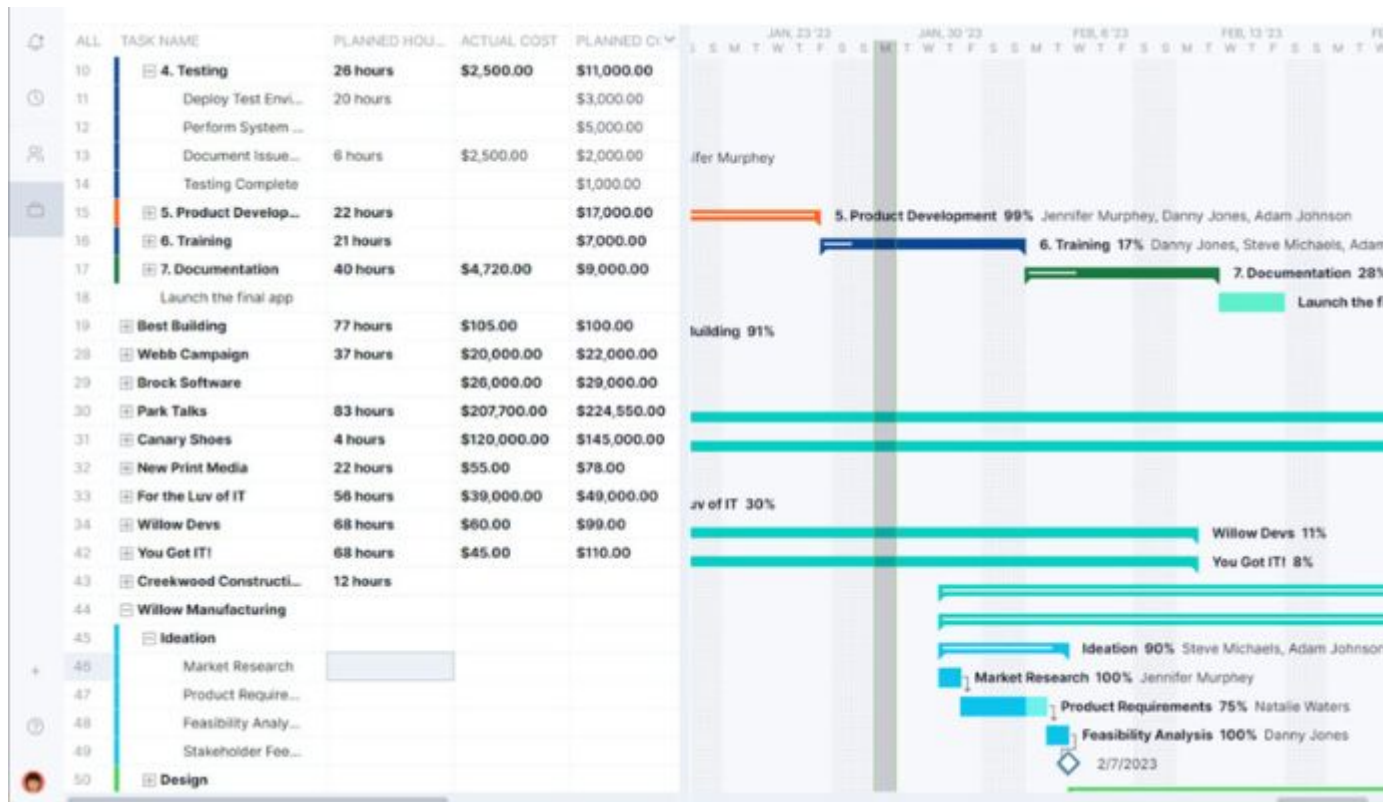 JAN, 23 '23 JAN, 30 '23 FEB, 6 '23 FEB, 13 '23
ALL TASK NAME PLANNED HOU... ACTUAL COST PLANNED C
S S M T W T F S S M T W T F S S M T W T F S S M T W T F S S M T
10 4. Testing 26 hours $2,500.00 $11,000.00
11 Deploy Test Envi... 20 hours $3,000.00
12 Perform System ... $5,000.00
13 Document Issue... 6 hours $2,500.00 $2,000.00 ifer Murphey
14 Testing Complete $1,000.00
15 5. Product Develop... 22 hours $17,000.00 5. Product Development 99% Jennifer Murphey, Danny Jones, Adam Johnson
16 6. Training 21 hours $7,000.00 6. Training 17% Danny Jones, Steve Michaels, Adam
17 7. Documentation 40 hours $4,720.00 $9,000.00 7. Documentation 28%
18 Launch the final app Launch the f
19 Best Building 77 hours $105.00 $100.00 uilding 91%
28 Webb Campaign 37 hours $20,000.00 $22,000.00
29 Brock Software $26,000.00 $29,000.00
30 Park Talks 83 hours $207,700.00 $224,550.00
31 Canary Shoes 4 hours $120,000.00 $145,000.00
32 New Print Media 22 hours $55.00 $78.00
33 For the Luv of IT 56 hours $39,000.00 $49,000.00 uv of IT 30%
34 Willow Devs 68 hours $60.00 $99.00 Willow Devs 11%
42 You Got IT! 68 hours $45.00 $110.00 You Got IT! 8%
43 Creekwood Constructi... 12 hours
44 Willow Manufacturing
45 Ideation Ideation 90% Steve Michaels, Adam Johnson
46 Market Research Market Research 100% Jennifer Murphey
47 Product Require... Product Requirements 75% Natalie Waters
48 Feasibility Analy... Feasibility Analysis 100% Danny Jones
49 Stakeholder Fee... 2/7/2023
50 Design